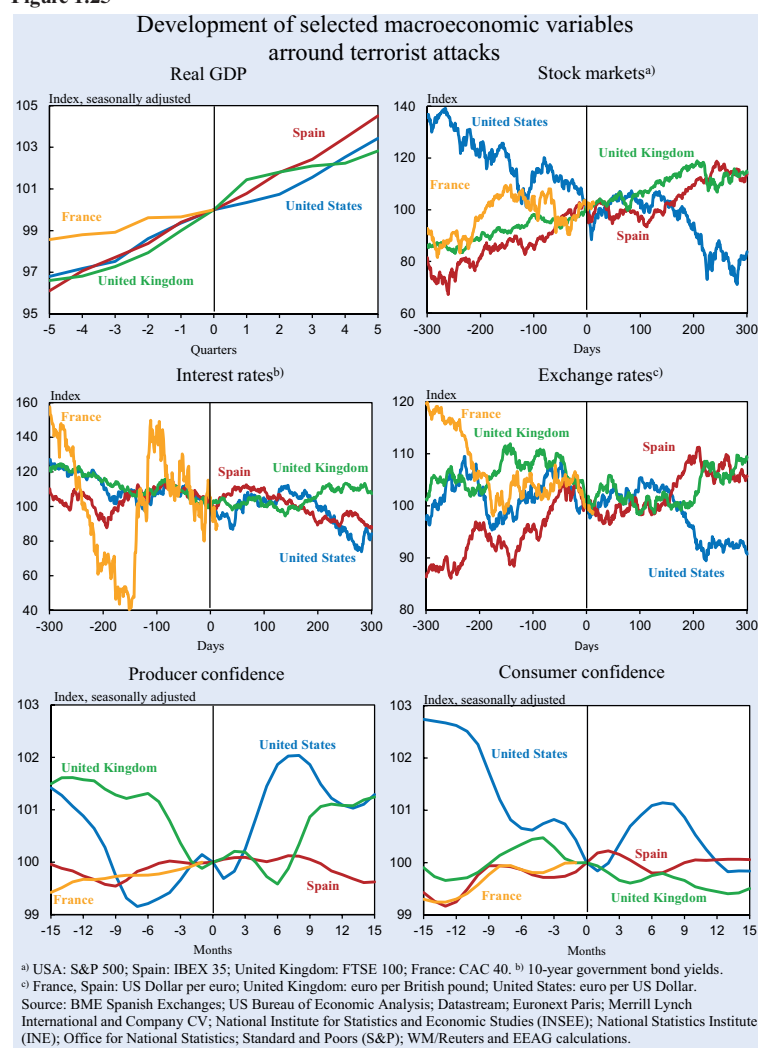 Development of selected macroeconomic variables
arround terrorist attacks
Real GDP
Index, seasonally adjusted
105
103
101
99
97
95
Spain
France
United States
United Kingdom
-5 -4 -3 -2 -1 0 1 2 3 4 5
Quarters
Stock marketsa)
Index
140
120
100
80
60
United States
United Kingdom
France
Spain
-300 -200 -100 0 100 200 300
Days
Interest ratesb)
Index
160
140
120
100
80
60
40
France
Spain
United Kingdom
United States
-300 -200 -100 0 100 200 300
Days
Exchange ratesc)
Index
120
110
100
90
80
France
United Kingdom
Spain
United States
-300 -200 -100 0 100 200 300
Days
Producer confidence
Index, seasonally adjusted
103
102
101
100
99
United States
United Kingdom
France
Spain
-15 -12 -9 -6 -3 0 3 6 9 12 15
Months
Consumer confidence
Index, seasonally adjusted
103
102
101
100
99
United States
Spain
France
United Kingdom
-15 -12 -9 -6 -3 0 3 6 9 12 15
Months
a) USA: S&P 500; Spain: IBEX 35; United Kingdom: FTSE 100; France: CAC 40. b) 10-year government bond yields.
c) France, Spain: US Dollar per euro; United Kingdom: euro per British pound; United States: euro per US Dollar.
Source: BME Spanish Exchanges; US Bureau of Economic Analysis; Datastream; Euronext Paris; Merrill Lynch
International and Company CV; National Institute for Statistics and Economic Studies (INSEE); National Statistics Institute
(INE); Office for National Statistics; Standard and Poors (S&P); WM/Reuters and EEAG calculations.